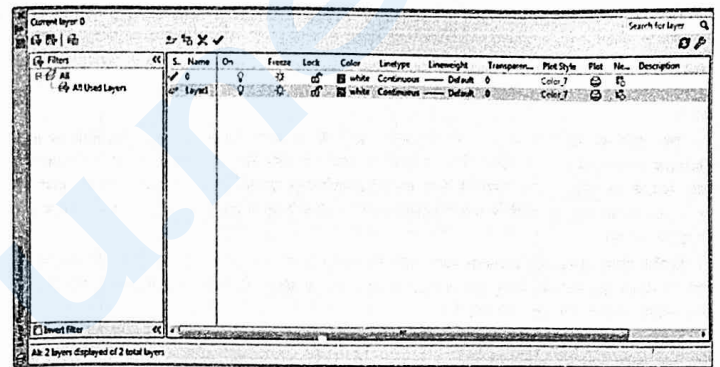 Current layer: 0
Search for layer
Filters
S.. Name On Freeze Lock Color Linetype Lineweight Transparen... Plot Style Plot Ne... Description
All
0 white Continuous Default 0 Color_7
All Used Layers
Layer1 white Continuous Default 0 Color_7
Invert Filter
All: 2 layers displayed of 2 total layers
Layer Properties Manager
u.ne